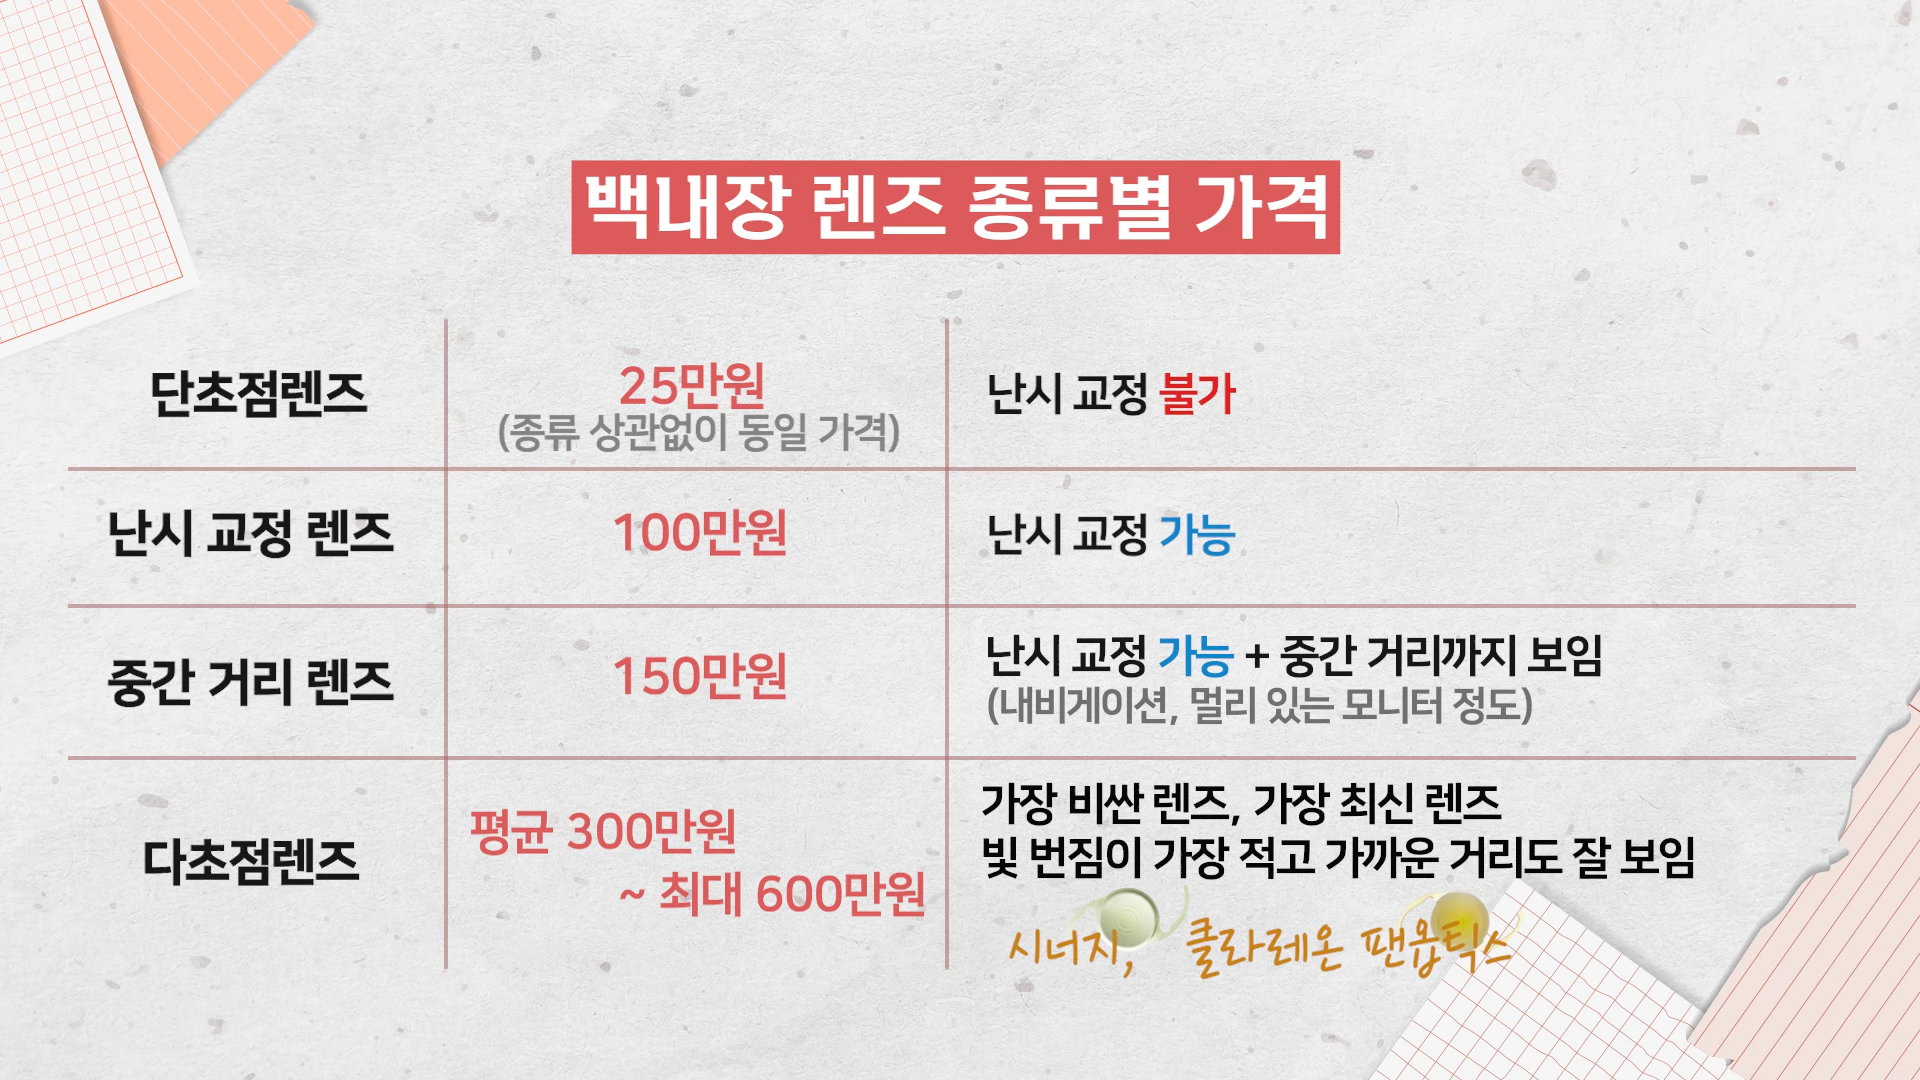 백내장 렌즈 종류별 가격
단초점렌즈
25만원
(종류 상관없이 동일 가격)
난시 교정 불가
난시 교정 렌즈
100만원
난시 교정 가능
중간 거리 렌즈
150만원
난시 교정 가능 + 중간 거리까지 보임
(내비게이션, 멀리 있는 모니터 정도)
다초점렌즈
평균 300만원
~ 최대 600만원
가장 비싼 렌즈, 가장 최신 렌즈
빛 번짐이 가장 적고 가까운 거리도 잘 보임
시너지, 클라레온 팬옵틱스